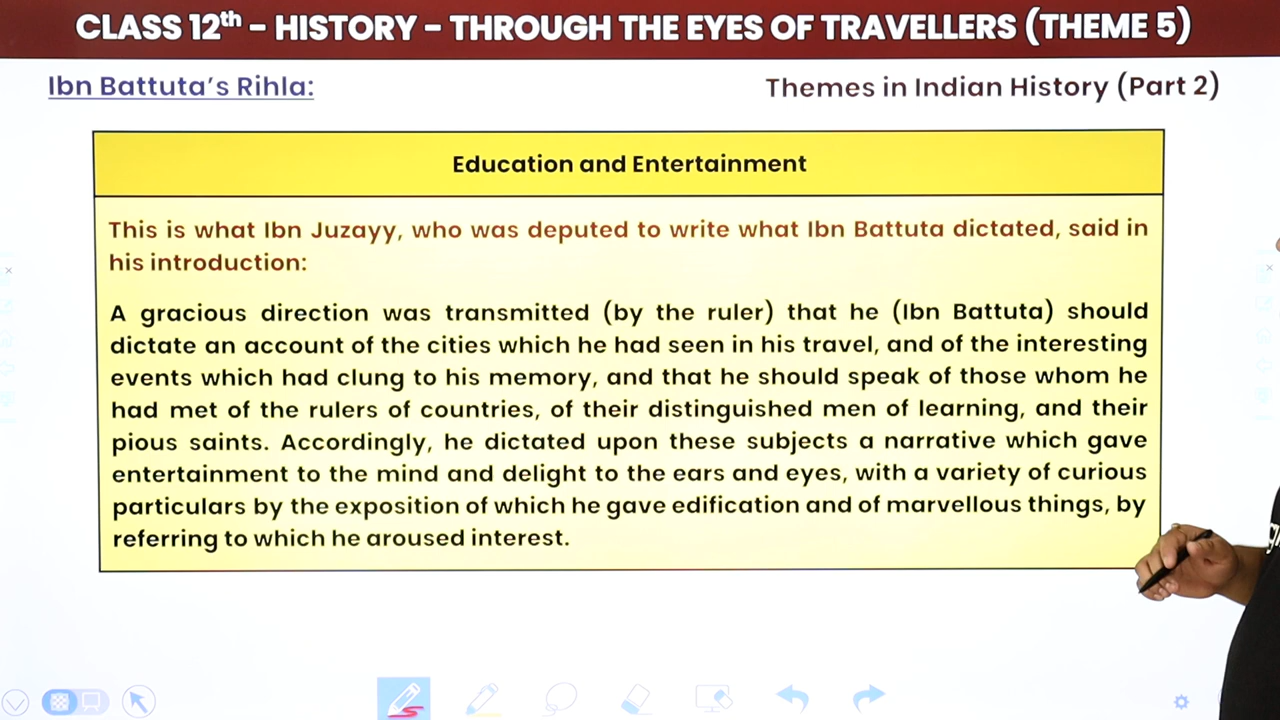 CLASS 12th - HISTORY - THROUGH THE EYES OF TRAVELLERS (THEME 5)
Ibn Battuta's Rihla:
Themes in Indian History (Part 2)
Education and Entertainment
This is what Ibn Juzayy, who was deputed to write what Ibn Battuta dictated, said in
his introduction:
A gracious direction was transmitted (by the ruler) that he (Ibn Battuta) should
dictate an account of the cities which he had seen in his travel, and of the interesting
events which had clung to his memory, and that he should speak of those whom he
had met of the rulers of countries, of their distinguished men of learning, and their
pious saints. Accordingly, he dictated upon these subjects a narrative which gave
entertainment to the mind and delight to the ears and eyes, with a variety of curious
particulars by the exposition of which he gave edification and of marvellous things, by
referring to which he aroused interest.